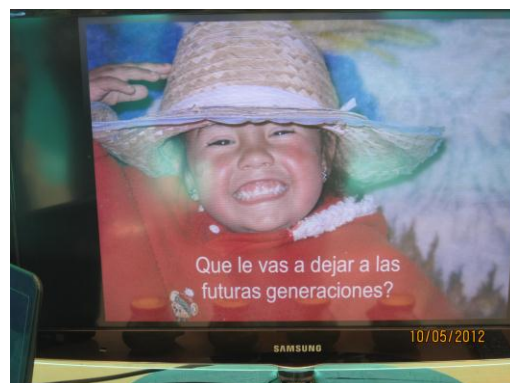 Que le vas a dejar a las
futuras generaciones?
10/05/2012
SAMSUNG